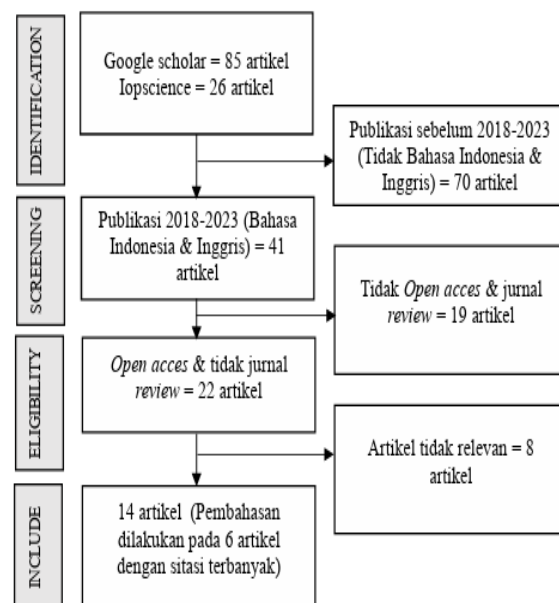 IDENTIFICATION
Google scholar = 85 artikel
Iopscience = 26 artikel
Publikasi sebelum 2018-2023
(Tidak Bahasa Indonesia &
Inggris) = 70 artikel
SCREENING
Publikasi 2018-2023 (Bahasa
Indonesia & Inggris) = 41
artikel
Tidak Open acces & jurnal
review = 19 artikel
ELIGIBILITY
Open acces & tidak jurnal
review = 22 artikel
Artikel tidak relevan = 8
artikel
INCLUDE
14 artikel (Pembahasan
dilakukan pada 6 artikel
dengan sitasi terbanyak)